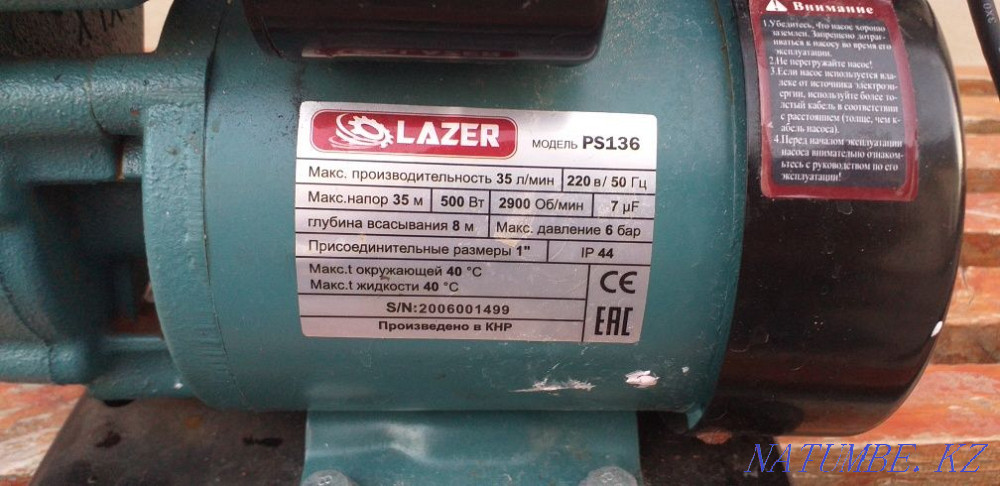 LAZER
МОДЕЛЬ PS136
Макс. производительность 35 л/мин 220 в/ 50 Гц
Макс.напор 35 м 500 Вт 2900 Об/мин 7 µF
глубина всасывания 8 м Макс. давление 6 бар
Присоединительные размеры 1" IP 44
Макс.t окружающей 40 °C
Макс.t жидкости 40 °C
CE
S/N:2006001499
Произведено в КНР
EAC
Внимание
1.Убедитесь, что насос хорошо
заземлен. Запрещено дотраг-
иваться к насосу во время его
эксплуатации.
2.Не перегружайте насос!
3.Если насос используется вда-
леке от источника электроэн-
ергии, используйте более то-
лстый кабель в соответствии
с расстоянием (толще, чем к-
абель насоса).
4.Перед началом эксплуатации
насоса внимательно ознаком-
ьтесь с руководством по его
эксплуатации!
NATUMBE.KZ